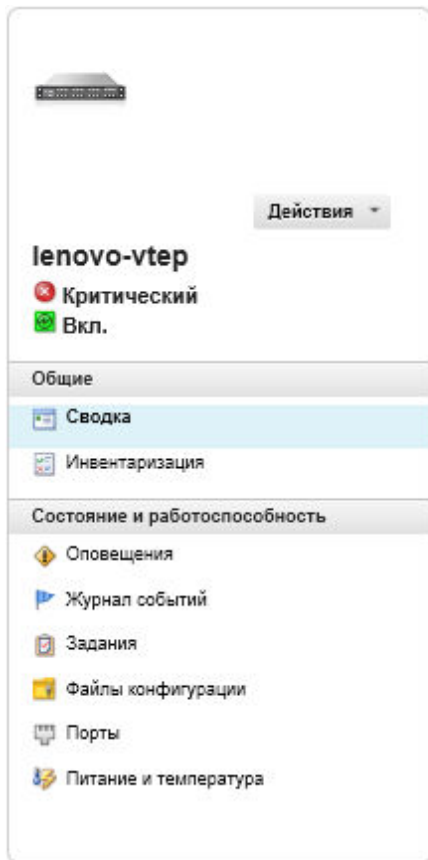 Действия
lenovo-vtep
Критический
Вкл.
Общие
Сводка
Инвентаризация
Состояние и работоспособность
Оповещения
Журнал событий
Задания
Файлы конфигурации
Порты
Питание и температура